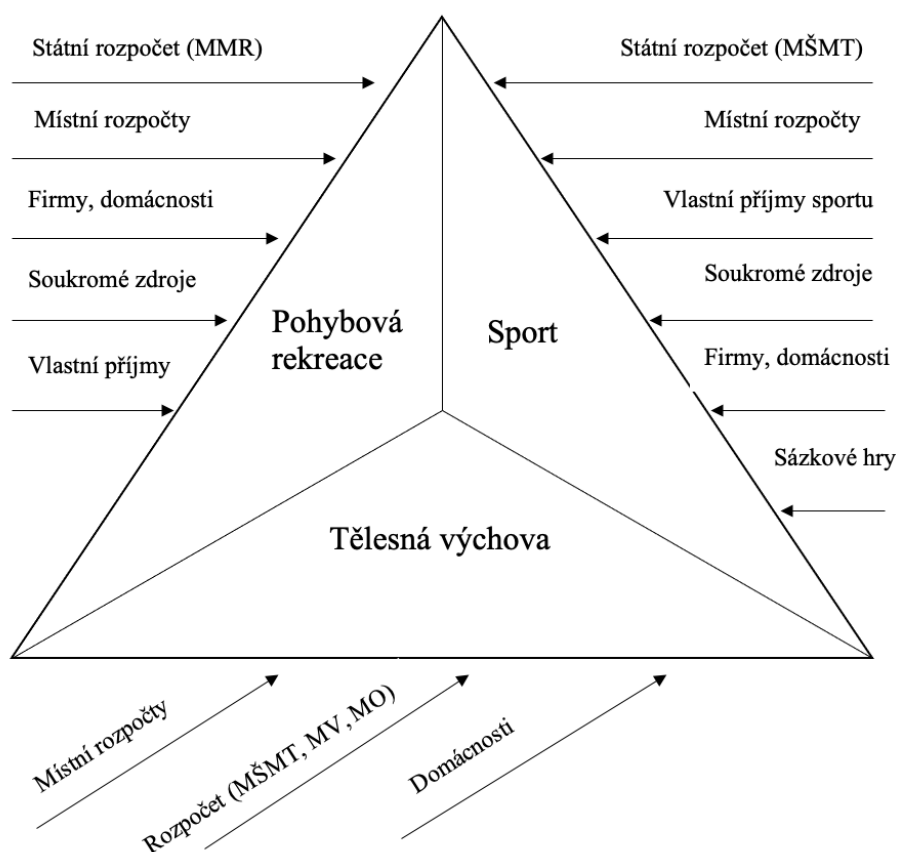 Státní rozpočet (MMR)
Místní rozpočty
Firmy, domácnosti
Soukromé zdroje
Vlastní příjmy
Státní rozpočet (MŠMT)
Místní rozpočty
Vlastní příjmy sportu
Soukromé zdroje
Firmy, domácnosti
Sázkové hry
Pohybová
rekreace
Sport
Tělesná výchova
Místní rozpočty
Rozpočet (MŠMT, MV, MO)
Domácnosti